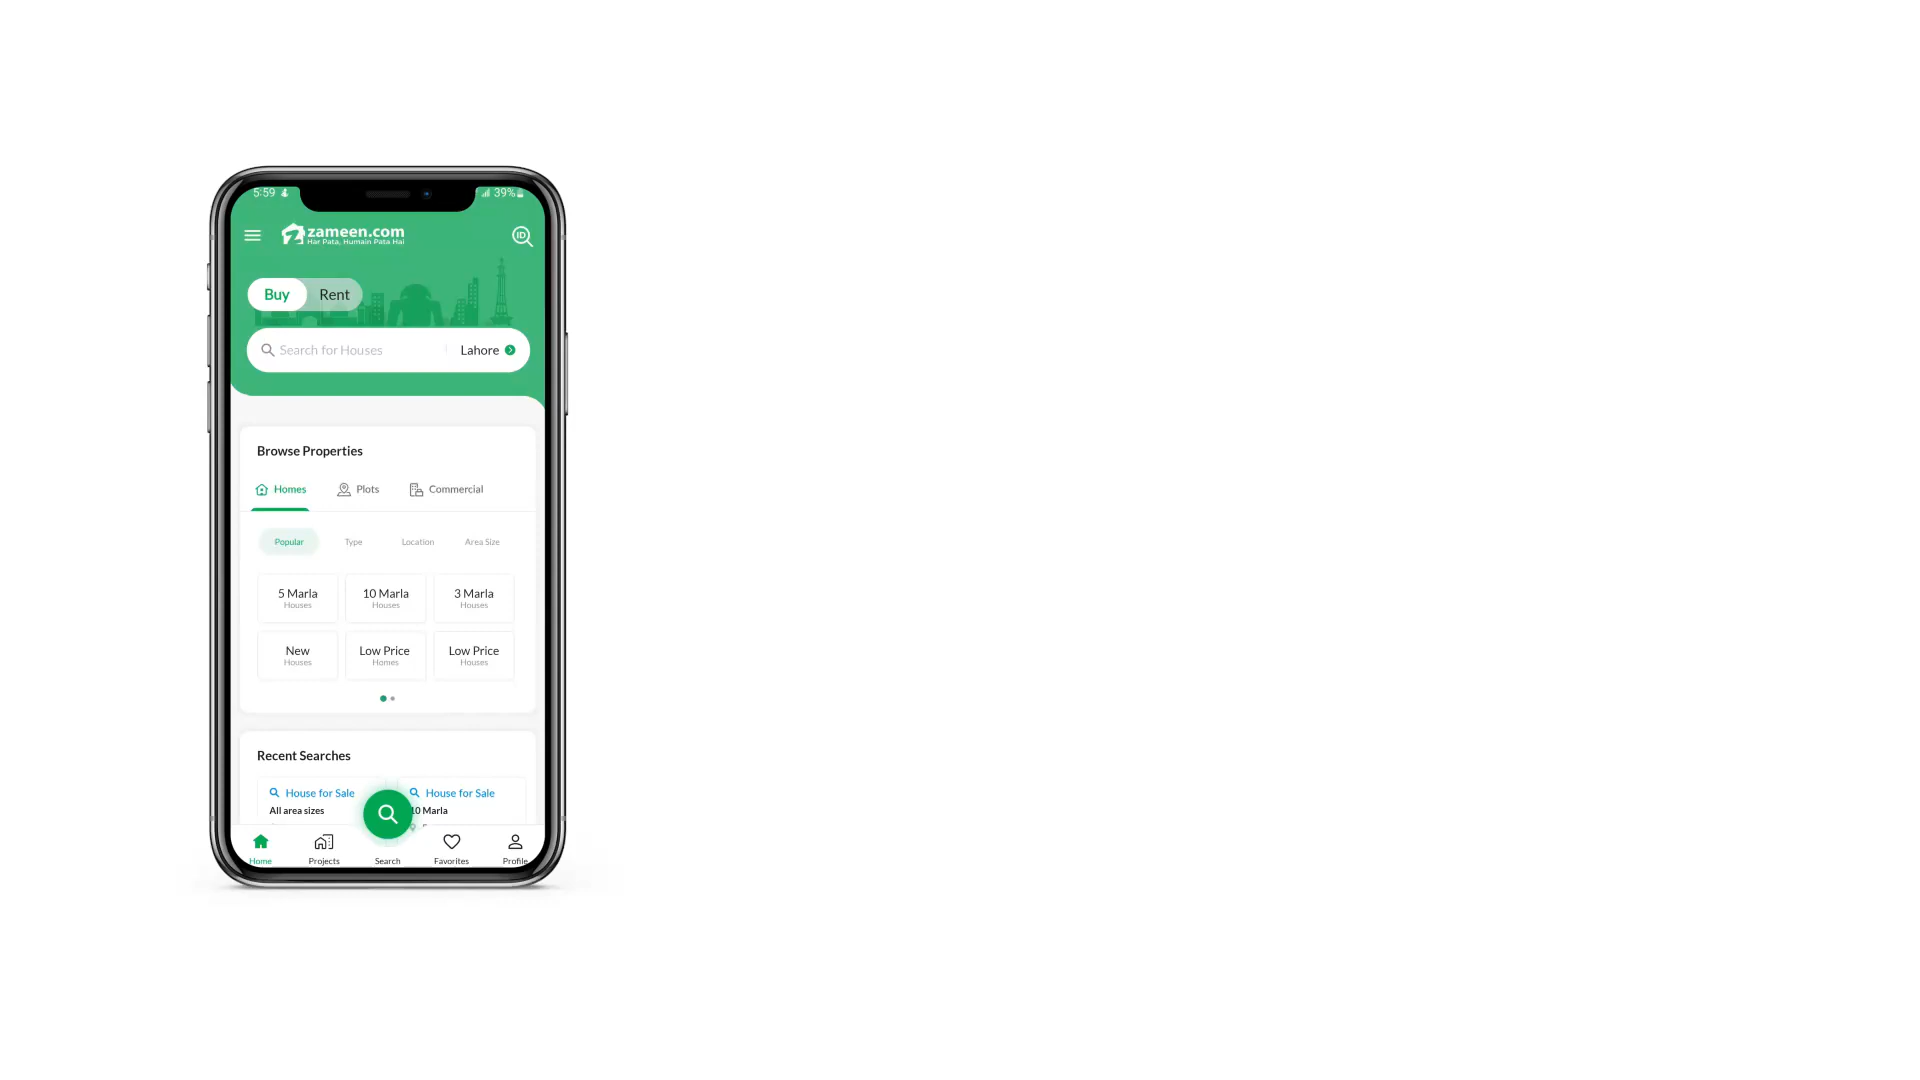 5:59
39%
zameen.com
Har Pata, Humain Pata Hai
ID
Buy Rent
Search for Houses Lahore
Browse Properties
Homes Plots Commercial
Popular Type Location Area Size
5 Marla 10 Marla 3 Marla
Houses Houses Houses
New Low Price Low Price
Houses Homes Houses
Recent Searches
House for Sale House for Sale
All area sizes 10 Marla
Home Projects Search Favorites Profile